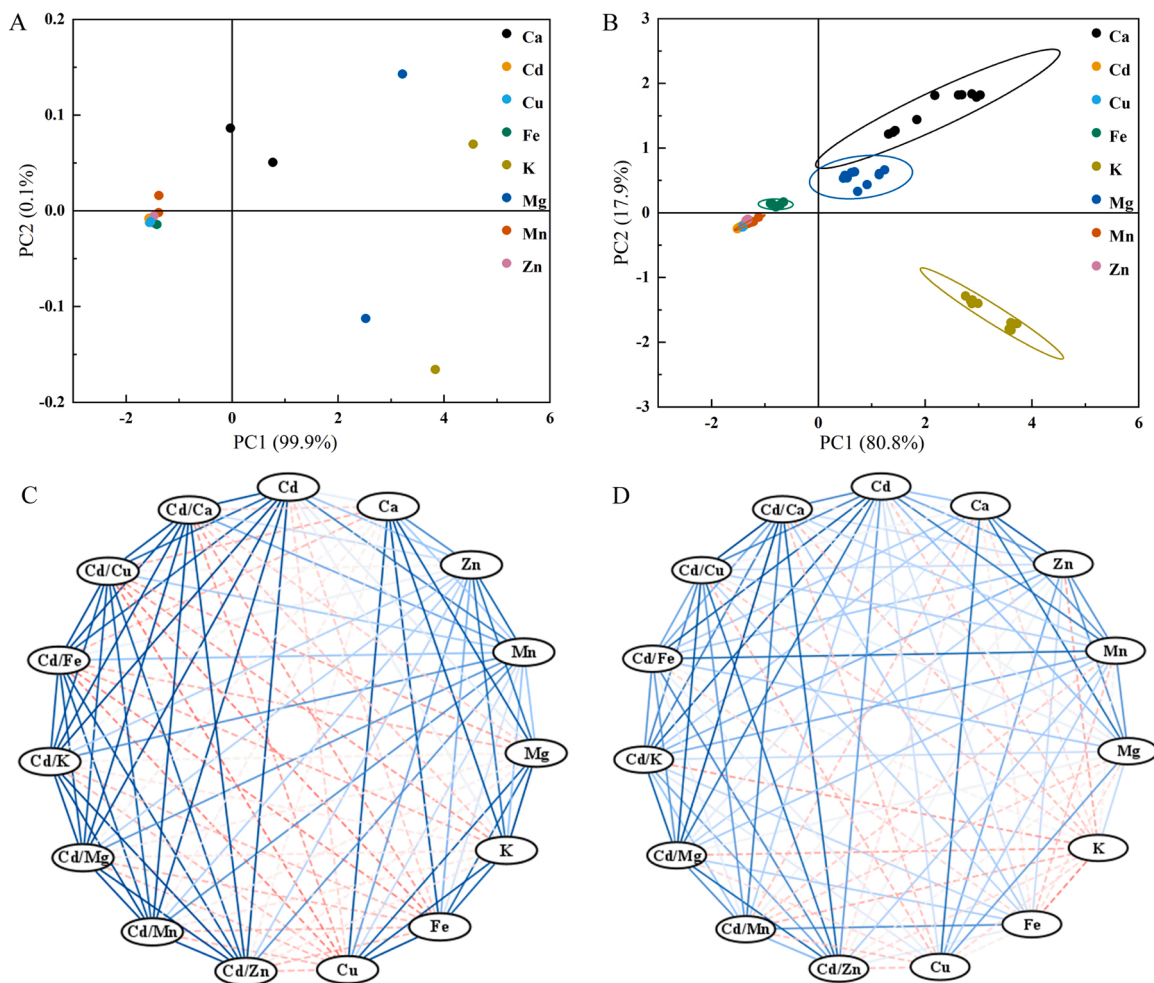 A
PC2 (0.1%)
0.2
0.1
0.0
-0.1
-0.2
-2
0
2
4
6
PC1 (99.9%)
Ca
Cd
Cu
Fe
K
Mg
Mn
Zn
B
PC2 (17.9%)
3
2
1
0
-1
-2
-3
-2
0
2
4
6
PC1 (80.8%)
Ca
Cd
Cu
Fe
K
Mg
Mn
Zn
C
Cd
Ca
Zn
Mn
Mg
K
Fe
Cu
Cd/Zn
Cd/Mn
Cd/Mg
Cd/K
Cd/Fe
Cd/Cu
Cd/Ca
D
Cd
Ca
Zn
Mn
Mg
K
Fe
Cu
Cd/Zn
Cd/Mn
Cd/Mg
Cd/K
Cd/Fe
Cd/Cu
Cd/Ca